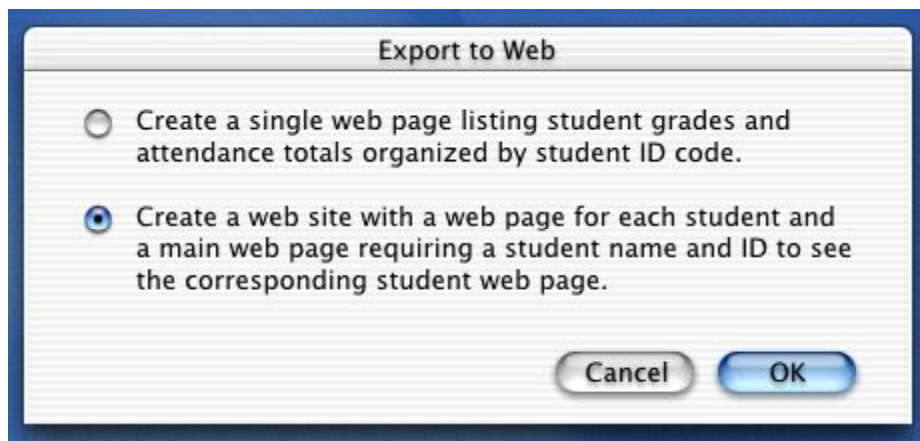 Export to Web
Create a single web page listing student grades and
attendance totals organized by student ID code.
Create a web site with a web page for each student and
a main web page requiring a student name and ID to see
the corresponding student web page.
Cancel OK